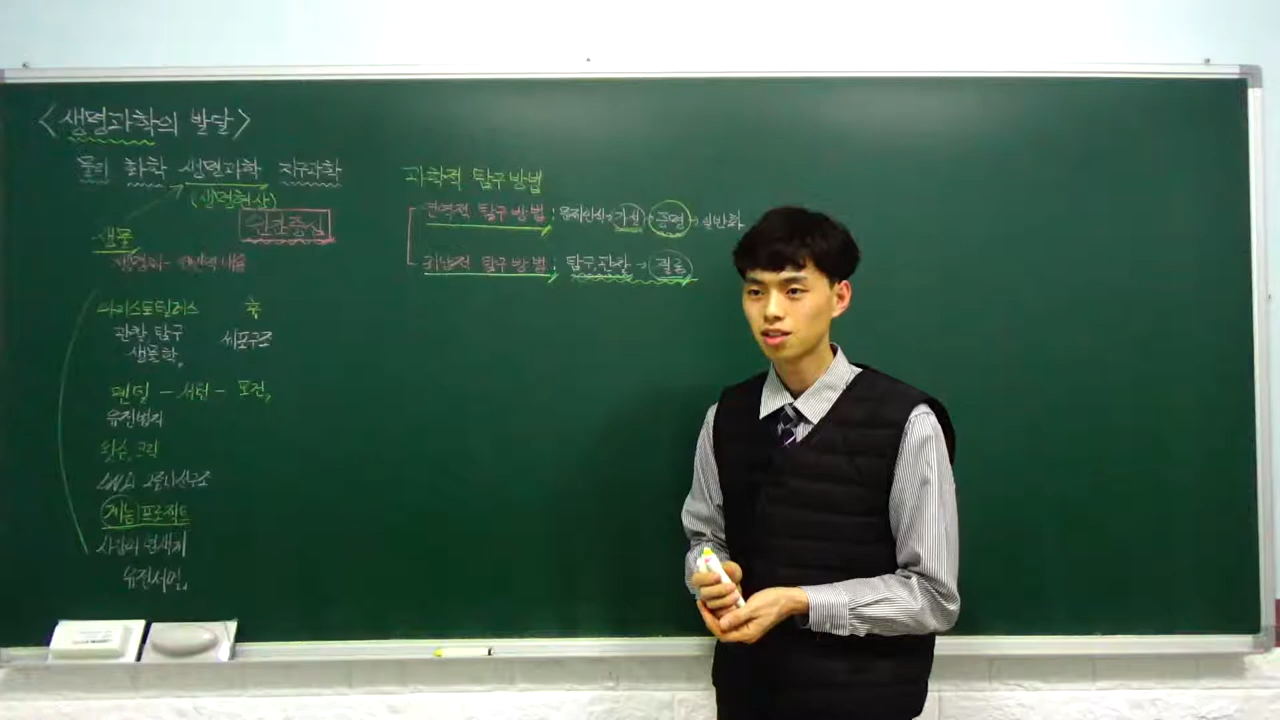 <생명과학의 발달>
물리 화학 생명과학 지구과학
(생명현상)
연관중심
생물
아리스토텔레스 훅
관찰, 탐구 세포구조
생물학,
멘델 - 서턴 - 모건,
유전법칙
왓슨, 크릭
DNA 이중나선구조
게놈 프로젝트
사람의 염색체
유전서열,
과학적 탐구방법
연역적 탐구방법 : 문제인식 → 가설 → 증명 → 일반화
귀납적 탐구방법 : 탐구, 관찰 → 결론